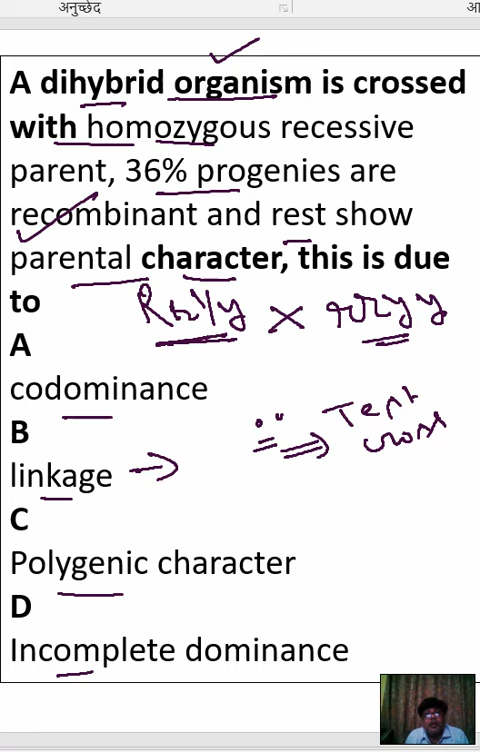 अनुच्छेद
A dihybrid organism is crossed
with homozygous recessive
parent, 36% progenies are
recombinant and rest show
parental character, this is due
to
RrYy × rryy
A
codominance
Test
B
cross
linkage
C
Polygenic character
D
Incomplete dominance